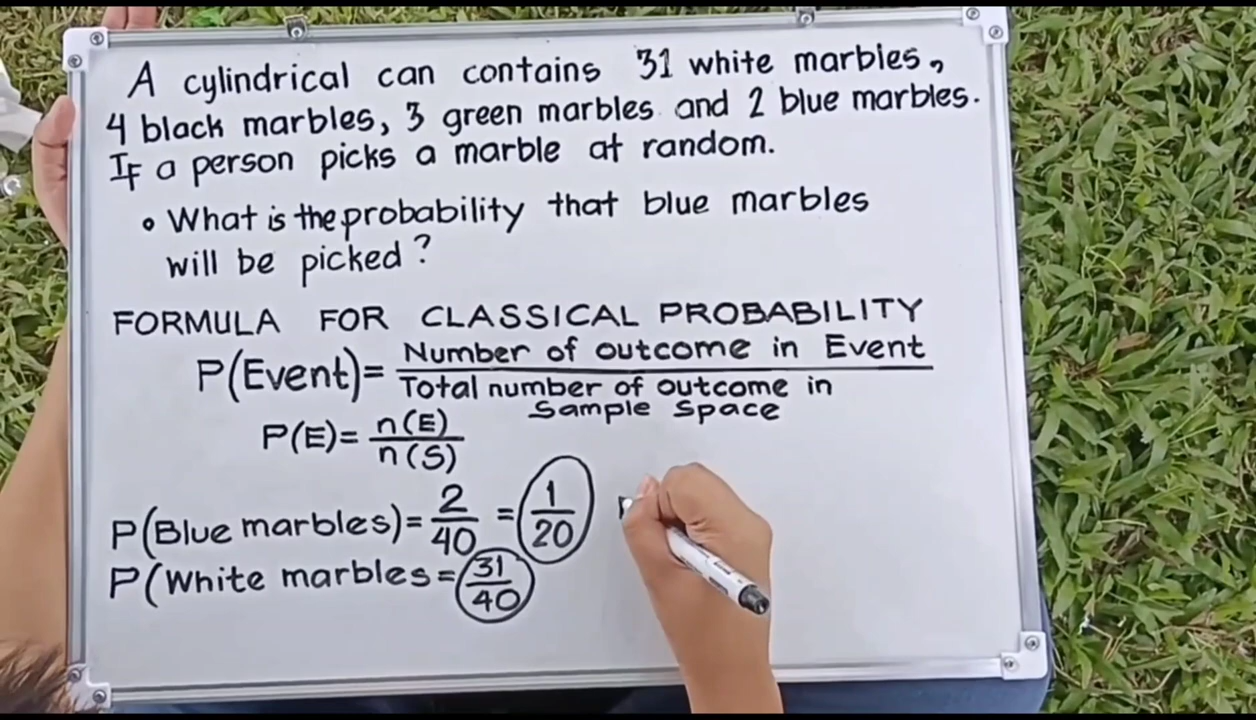 A cylindrical can contains 31 white marbles,
4 black marbles, 3 green marbles and 2 blue marbles.
If a person picks a marble at random.
• What is the probability that blue marbles
will be picked?
FORMULA FOR CLASSICAL PROBABILITY
P(Event)= Number of outcome in Event / Total number of outcome in
Sample Space
P(E)= n(E) / n(S)
P(Blue marbles)= 2/40 = 1/20
P(White marbles= 31/40